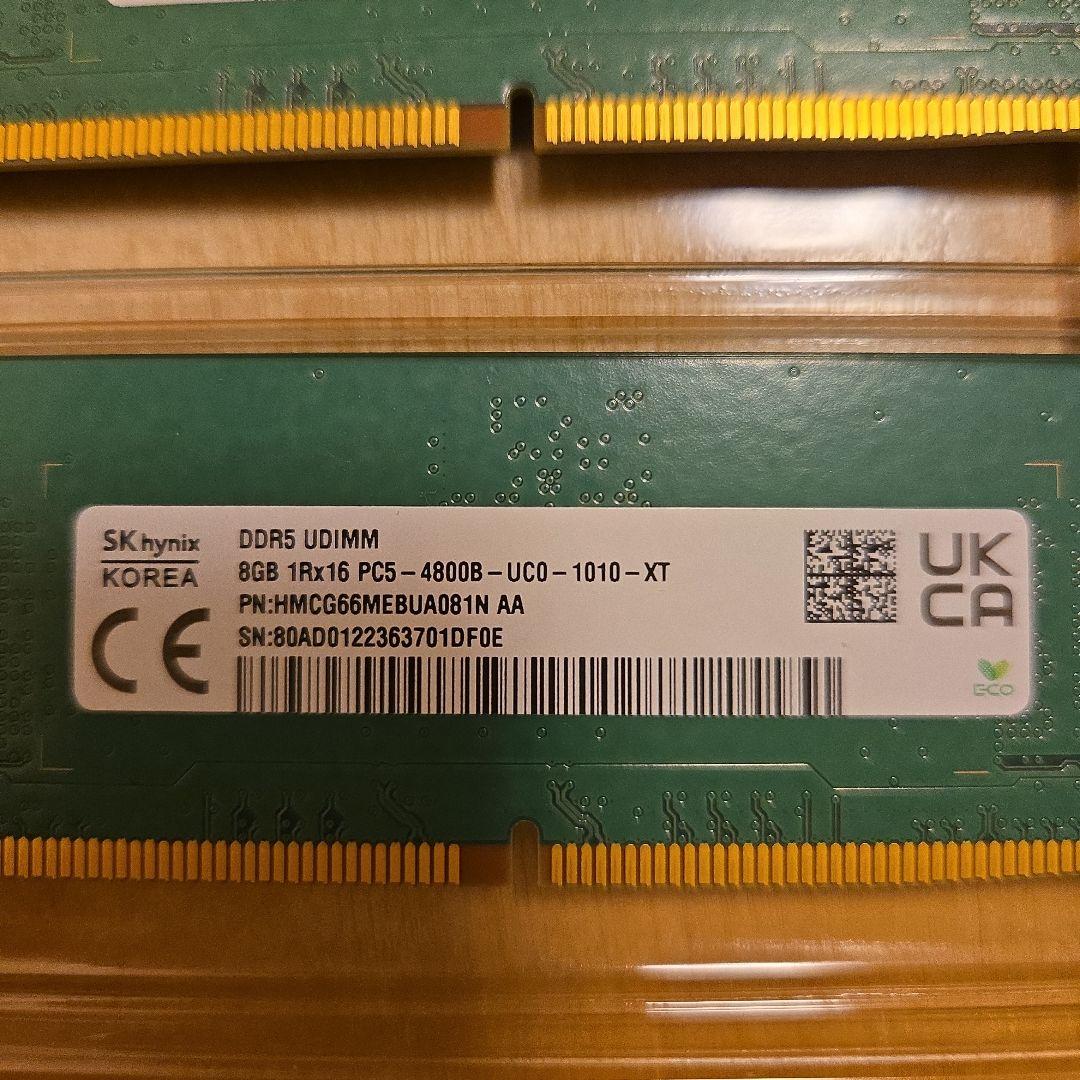 SK hynix
KOREA
CE
DDR5 UDIMM
8GB 1Rx16 PC5-4800B-UC0-1010-XT
PN:HMCG66MEBUA081N AA
SN:80AD0122363701DF0E
UK
CA
ECO